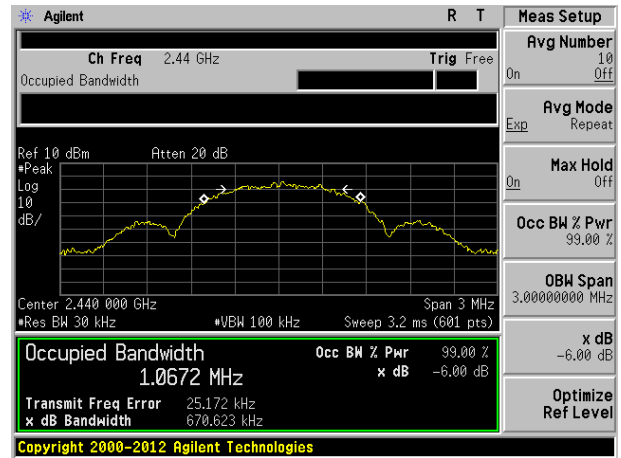 Agilent R T
Ch Freq 2.44 GHz Trig Free
Occupied Bandwidth
Ref 10 dBm Atten 20 dB
#Peak
Log
10
dB/
Center 2.440 000 GHz Span 3 MHz
#Res BW 30 kHz #VBW 100 kHz Sweep 3.2 ms (601 pts)
Occupied Bandwidth Occ BW % Pwr 99.00 %
1.0672 MHz x dB -6.00 dB
Transmit Freq Error 25.172 kHz
x dB Bandwidth 670.623 kHz
Copyright 2000-2012 Agilent Technologies
Meas Setup
Avg Number
10
On Off
Avg Mode
Exp Repeat
Max Hold
On Off
Occ BW % Pwr
99.00 %
OBW Span
3.00000000 MHz
x dB
-6.00 dB
Optimize
Ref Level